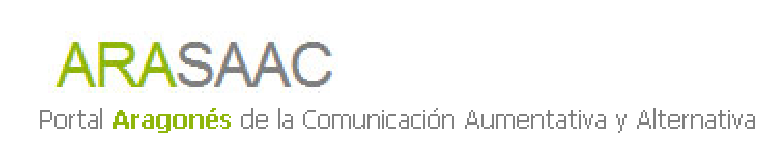 ARASAAC
Portal Aragonés de la Comunicación Aumentativa y Alternativa